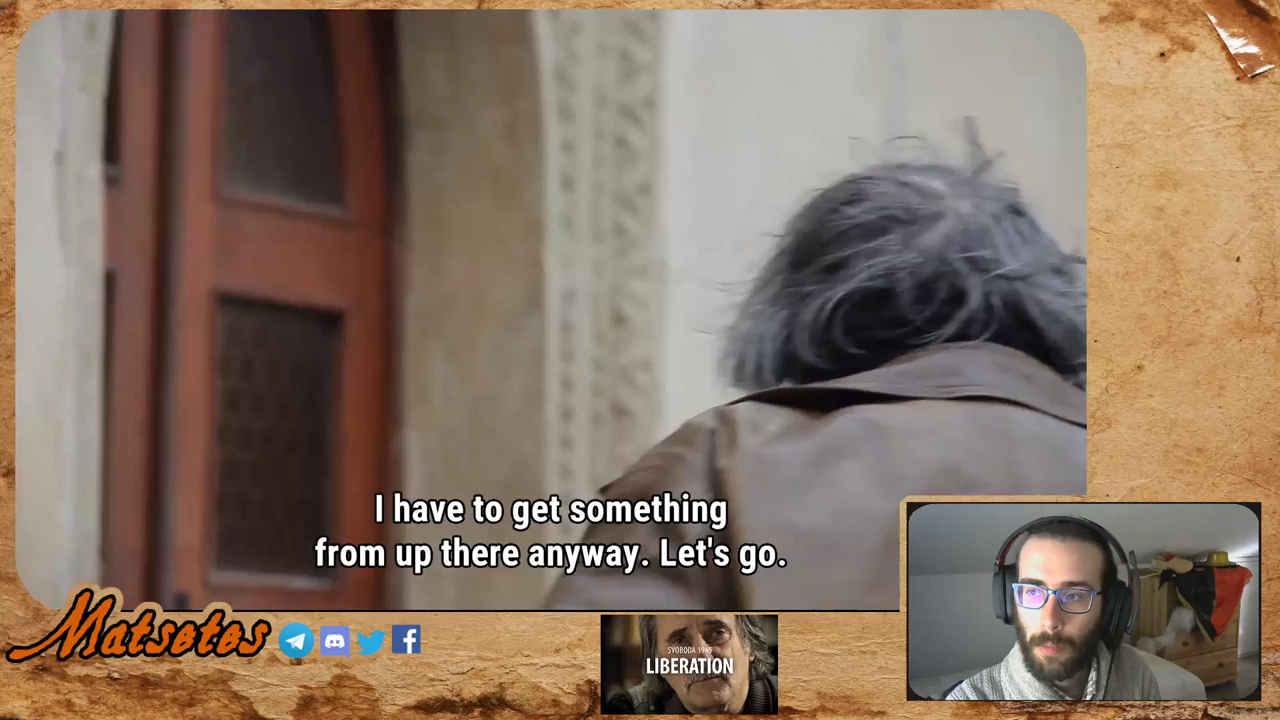 I have to get something
from up there anyway. Let's go.
Matsetes
SVOBODA 1945
LIBERATION